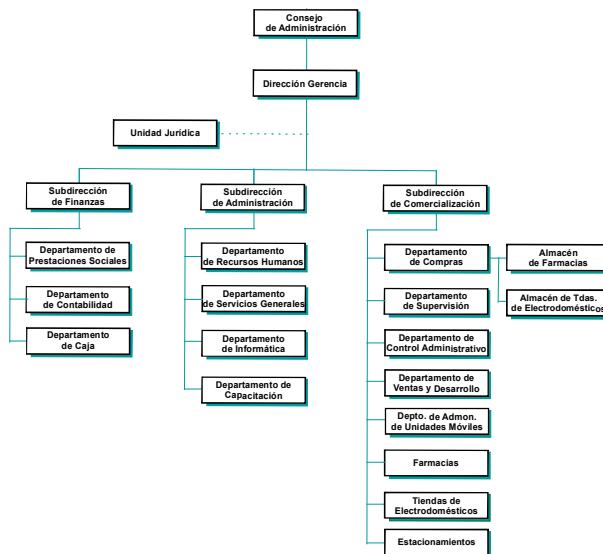 Consejo
de Administración
Dirección Gerencia
Unidad Jurídica
Subdirección
de Finanzas
Subdirección
de Administración
Subdirección
de Comercialización
Departamento de
Prestaciones Sociales
Departamento
de Contabilidad
Departamento
de Caja
Departamento
de Recursos Humanos
Departamento
de Servicios Generales
Departamento
de Informática
Departamento de
Capacitación
Departamento
de Compras
Almacén
de Farmacias
Almacén de Tdas.
de Electrodomésticos
Departamento
de Supervisión
Departamento de
Control Administrativo
Departamento de
Ventas y Desarrollo
Depto. de Admon.
de Unidades Móviles
Farmacias
Tiendas de
Electrodomésticos
Estacionamientos